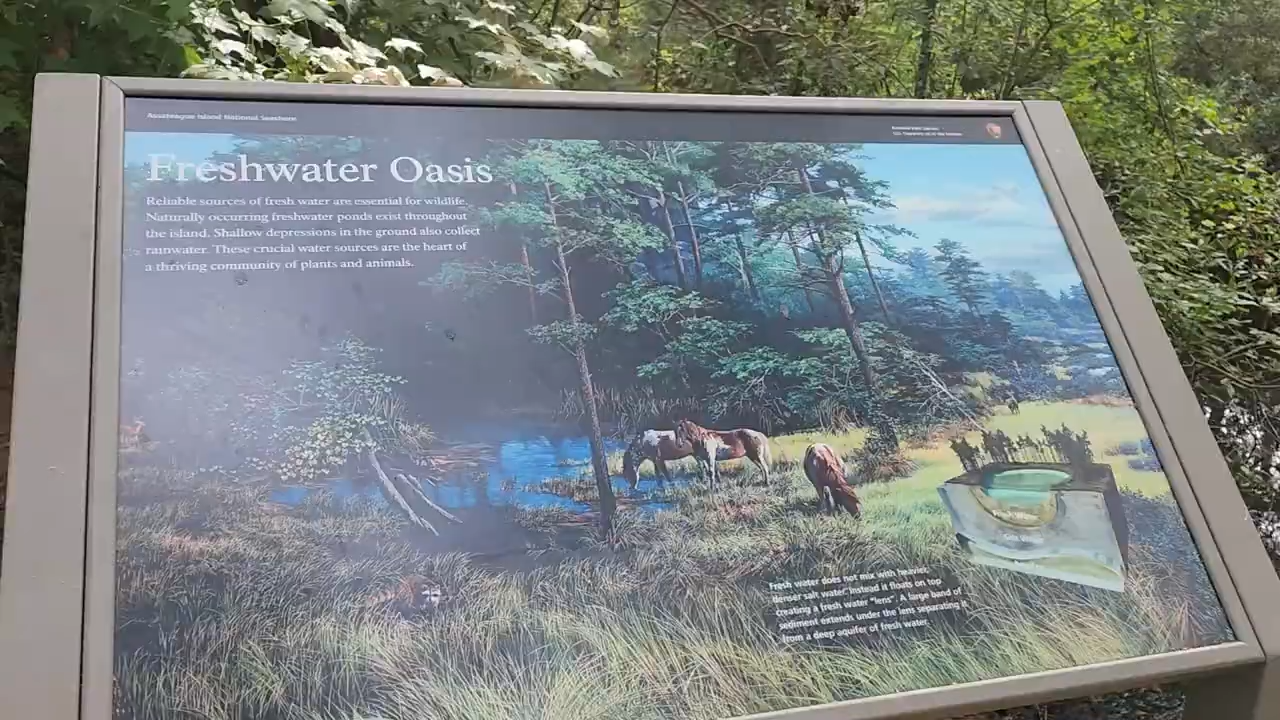 Assateague Island National Seashore
Freshwater Oasis
Reliable sources of fresh water are essential for wildlife.
Naturally occurring freshwater ponds exist throughout
the island. Shallow depressions in the ground also collect
rainwater. These crucial water sources are the heart of
a thriving community of plants and animals.
Fresh water does not mix with heavier,
denser salt water. Instead it floats on top
creating a fresh water "lens". A large band of
sediment extends under the lens separating it
from a deep aquifer of fresh water.